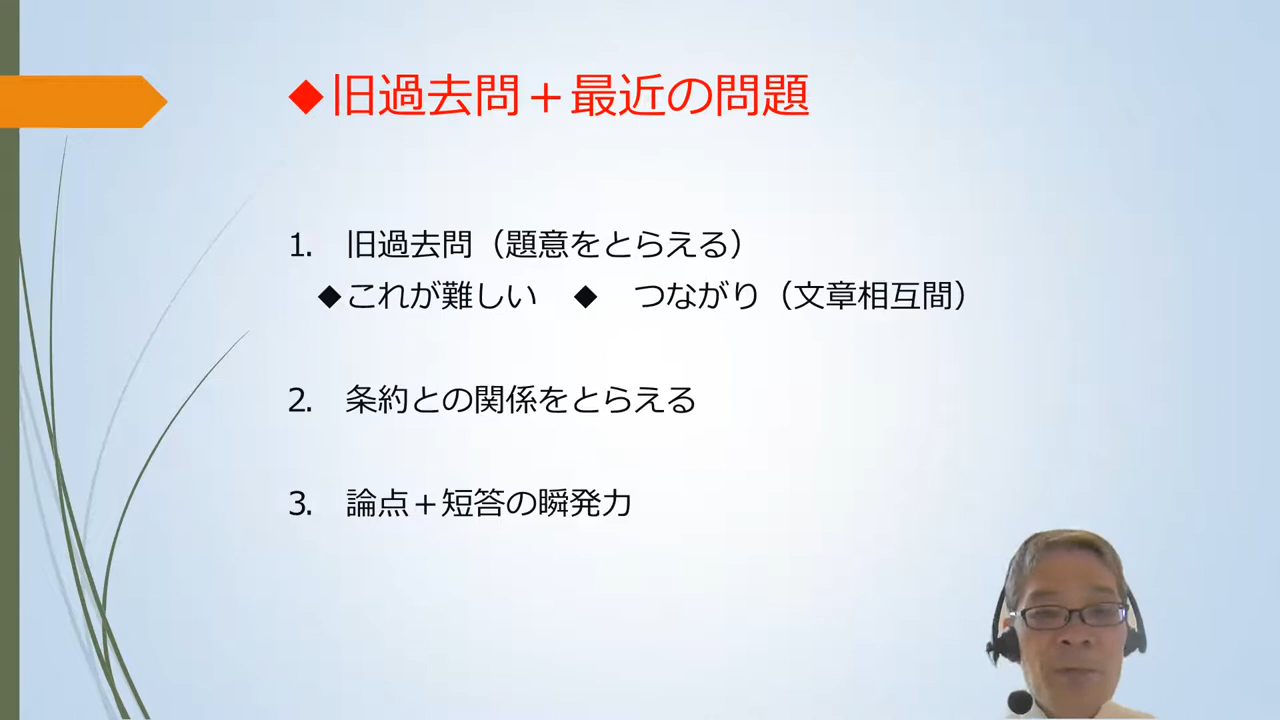 ◆旧過去問＋最近の問題
1. 旧過去問（題意をとらえる）
◆これが難しい ◆ つながり（文章相互間）
2. 条約との関係をとらえる
3. 論点＋短答の瞬発力